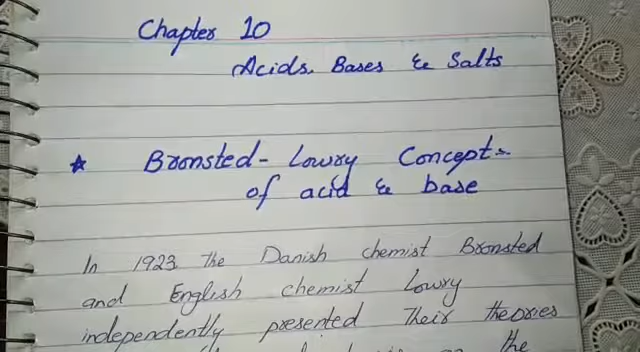 Chapter 10
Acids, Bases & Salts
* Bronsted-Lowry Concept
of acid & base
In 1923 the Danish chemist Bronsted
and English chemist Lowry
independently presented Their theories
the